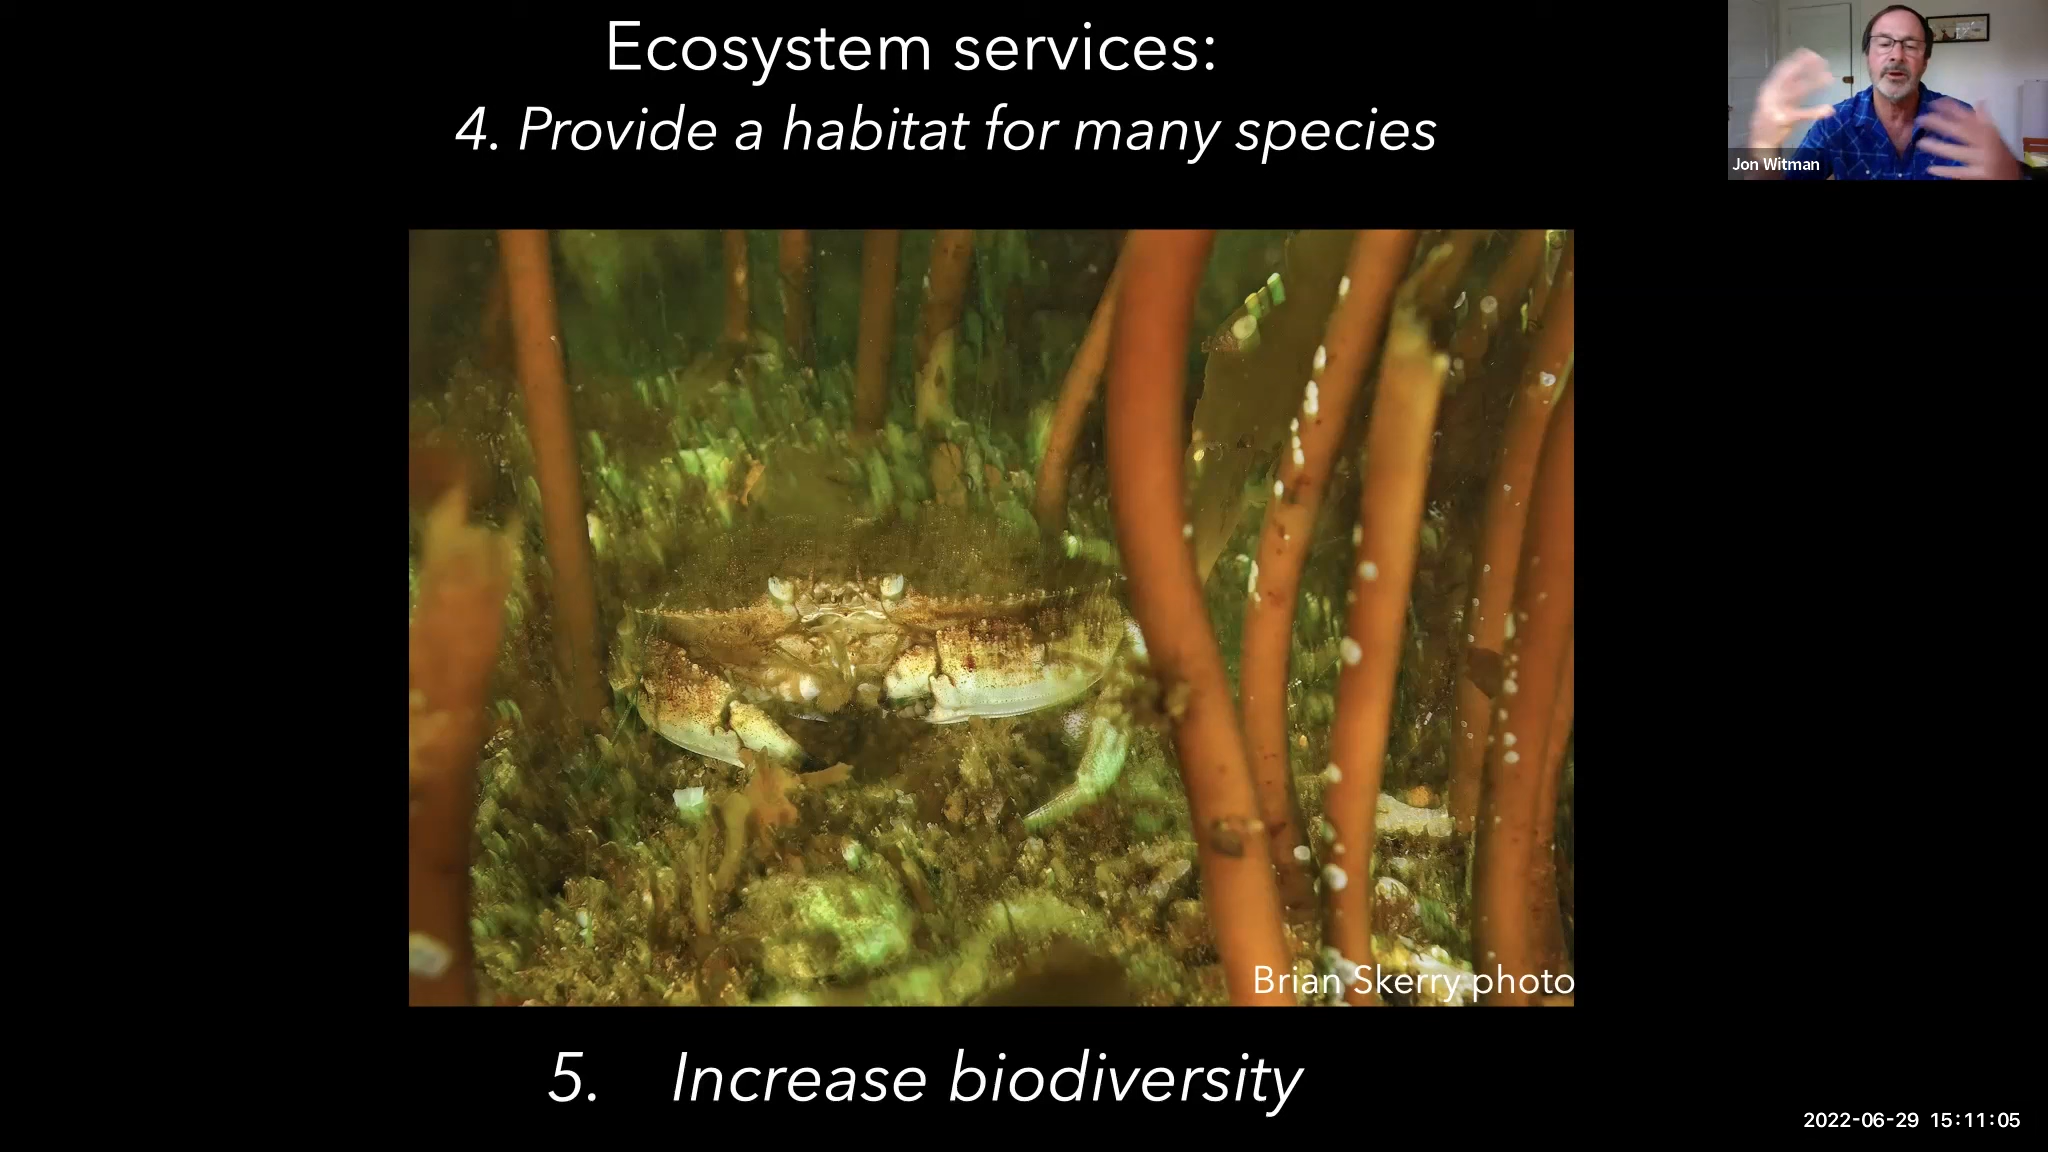 Ecosystem services:
4. Provide a habitat for many species
Jon Witman
Brian Skerry photo
5. Increase biodiversity
2022-06-29 15:11:05